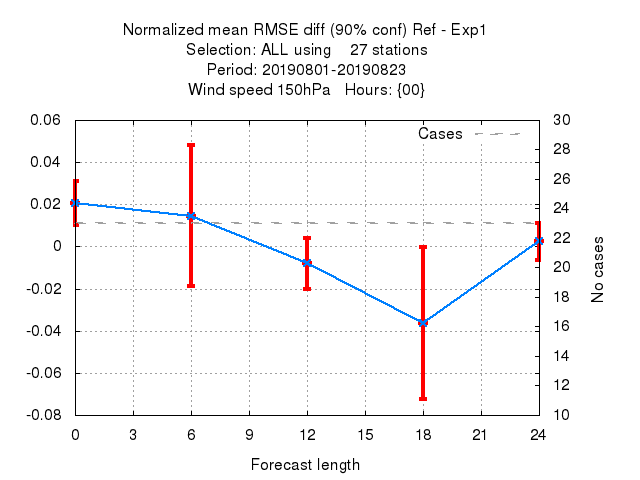 Normalized mean RMSE diff (90% conf) Ref - Exp1
Selection: ALL using    27 stations
Period: 20190801-20190823
Wind speed 150hPa   Hours: {00}
Cases
0.06
0.04
0.02
0
-0.02
-0.04
-0.06
-0.08
30
28
26
24
22
20
18
16
14
12
10
No cases
0 3 6 9 12 15 18 21 24
Forecast length